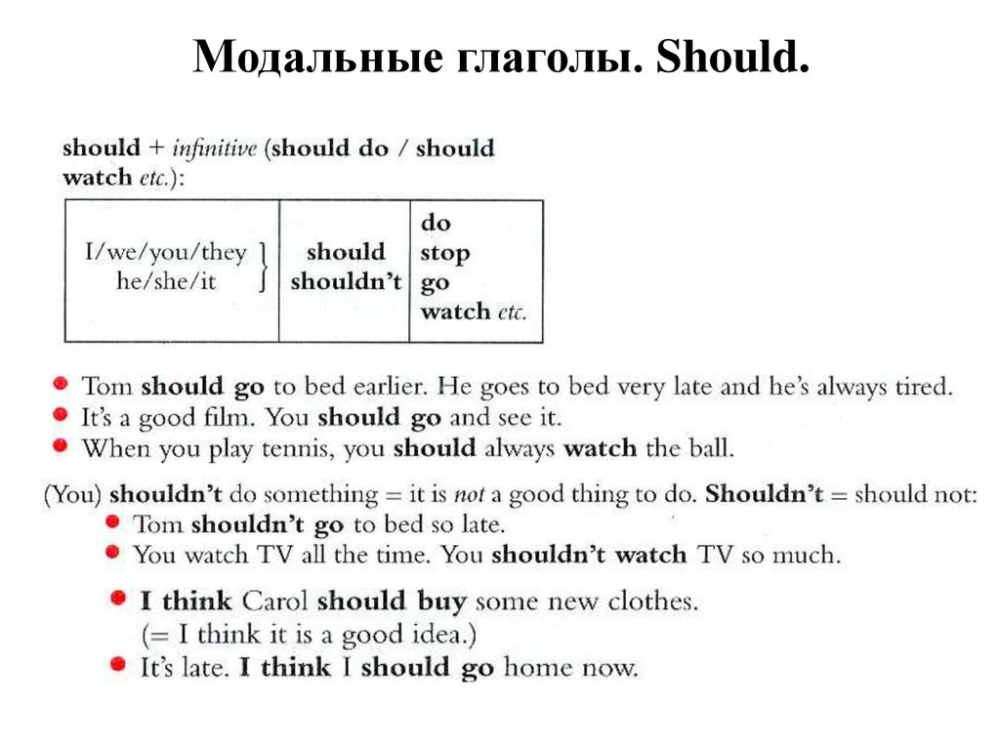 Модальные глаголы. Should.
should + infinitive (should do / should
watch etc.):
do
I/we/you/they } should stop
he/she/it shouldn't go
watch etc.
• Tom should go to bed earlier. He goes to bed very late and he's always tired.
• It's a good film. You should go and see it.
• When you play tennis, you should always watch the ball.
(You) shouldn't do something = it is not a good thing to do. Shouldn't = should not:
• Tom shouldn't go to bed so late.
• You watch TV all the time. You shouldn't watch TV so much.
• I think Carol should buy some new clothes.
(= I think it is a good idea.)
• It's late. I think I should go home now.